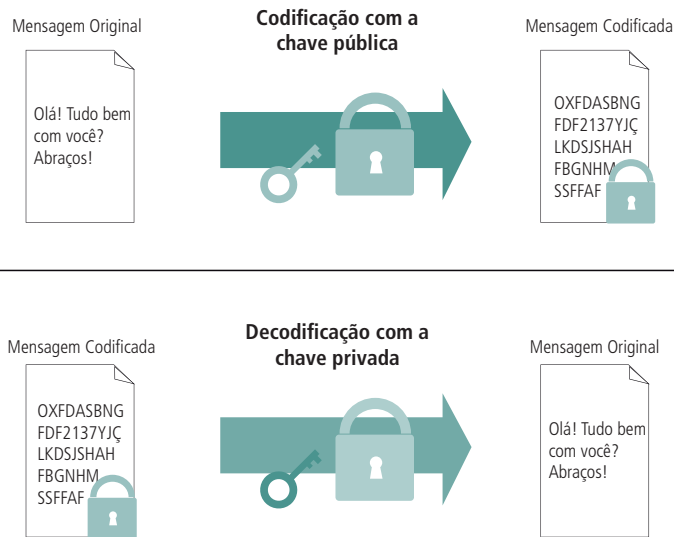 Mensagem Original
Codificação com a
chave pública
Mensagem Codificada
Olá! Tudo bem
com você?
Abraços!
OXFDASBNG
FDF2137YJÇ
LKDSJSHAH
FBGNHM
SSFFAF
Mensagem Codificada
Decodificação com a
chave privada
Mensagem Original
OXFDASBNG
FDF2137YJÇ
LKDSJSHAH
FBGNHM
SSFFAF
Olá! Tudo bem
com você?
Abraços!